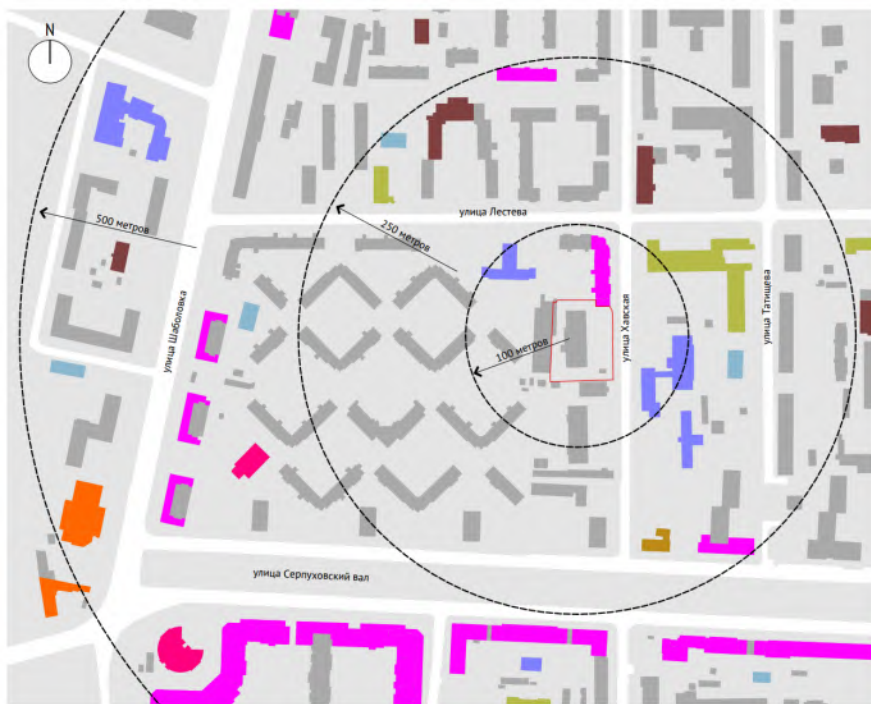 N
улица Лестева
500 метров
250 метров
улица Шаболовка
улица Хавская
улица Татищева
100 метров
улица Серпуховский вал